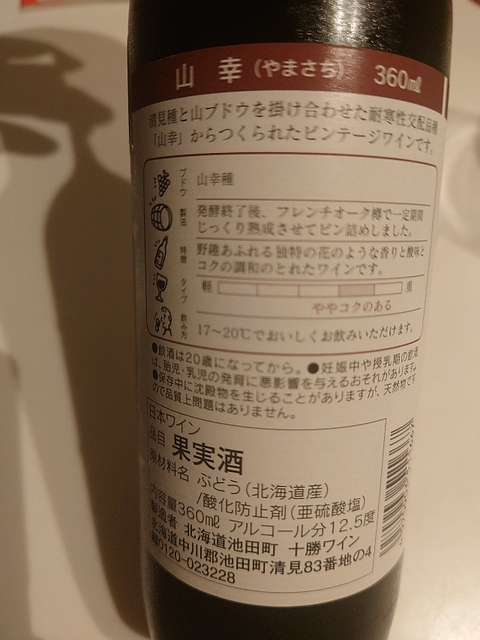 山 幸 (やまさち) 360㎖
清見種と山ブドウを掛け合わせた耐寒性交配品種
「山幸」からつくられたビンテージワインです。
ブドウ 山幸種
製法 発酵終了後、フレンチオーク樽で一定期間
じっくり熟成させてビン詰めしました。
特徴 野趣あふれる独特の花のような香りと酸味と
コクの調和のとれたワインです。
タイプ 軽 重
ややコクのある
飲み方 17〜20℃でおいしくお飲みいただけます。
●飲酒は20歳になってから。●妊娠中や授乳期の飲酒
は、胎児・乳児の発育に悪影響を与えるおそれがあります。
●保存中に沈殿物を生じることがありますが、天然物です
ので品質上問題はありません。
日本ワイン
品目 果実酒
原材料名 ぶどう(北海道産)
/酸化防止剤(亜硫酸塩)
内容量360㎖ アルコール分12.5度
製造者 北海道池田町 十勝ワイン
北海道中川郡池田町清見83番地の4
0120-023228